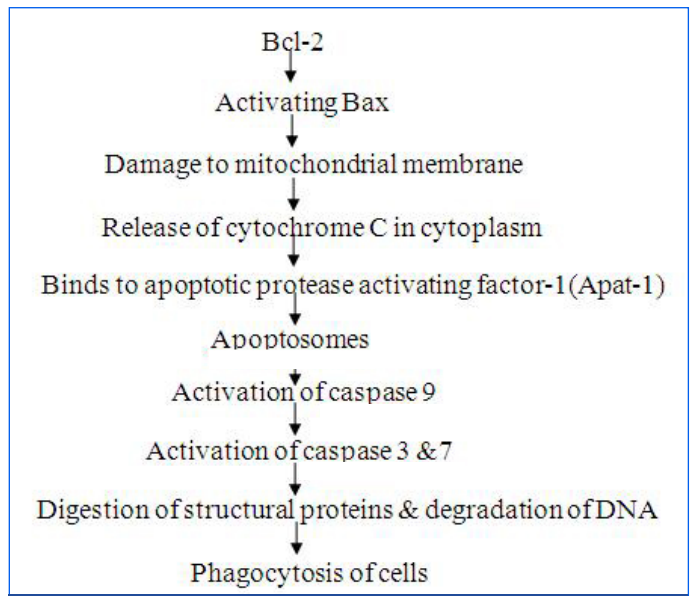 Bcl-2
Activating Bax
Damage to mitochondrial membrane
Release of cytochrome C in cytoplasm
Binds to apoptotic protease activating factor-1(Apat-1)
Apoptosomes
Activation of caspase 9
Activation of caspase 3 &7
Digestion of structural proteins & degradation of DNA
Phagocytosis of cells